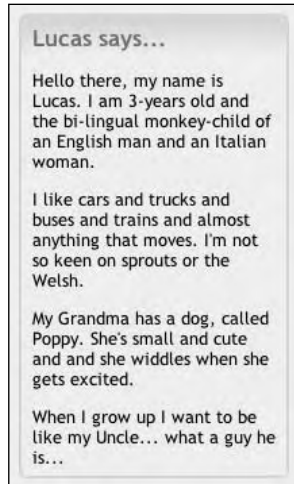 Lucas says...
Hello there, my name is
Lucas. I am 3-years old and
the bi-lingual monkey-child of
an English man and an Italian
woman.
I like cars and trucks and
buses and trains and almost
anything that moves. I'm not
so keen on sprouts or the
Welsh.
My Grandma has a dog, called
Poppy. She's small and cute
and and she widdles when she
gets excited.
When I grow up I want to be
like my Uncle... what a guy he
is...